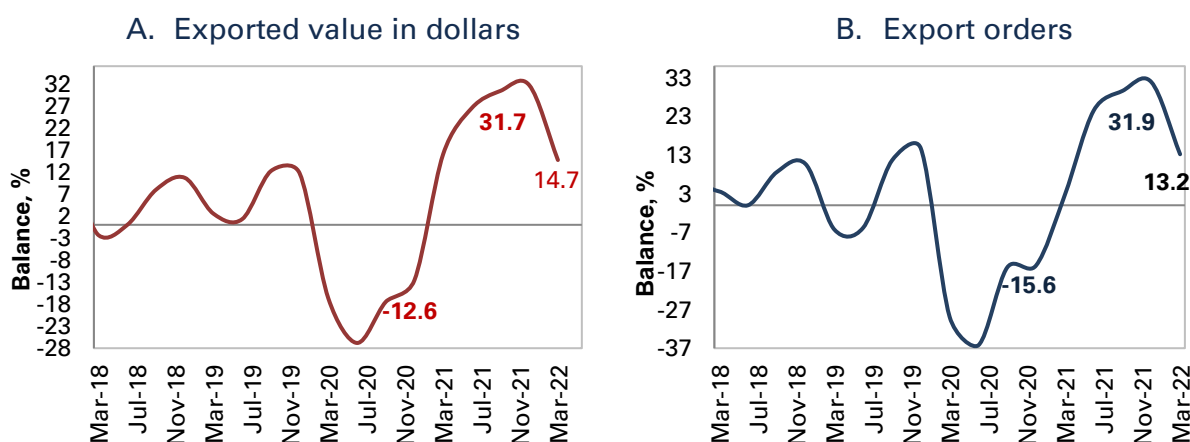 A. Exported value in dollars
Balance, %
32
27
22
17
12
7
2
-3
-8
-13
-18
-23
-28
31.7
14.7
-12.6
Mar-18
Jul-18
Nov-18
Mar-19
Jul-19
Nov-19
Mar-20
Jul-20
Nov-20
Mar-21
Jul-21
Nov-21
Mar-22
B. Export orders
Balance, %
33
23
13
3
-7
-17
-27
-37
31.9
13.2
-15.6
Mar-18
Jul-18
Nov-18
Mar-19
Jul-19
Nov-19
Mar-20
Jul-20
Nov-20
Mar-21
Jul-21
Nov-21
Mar-22